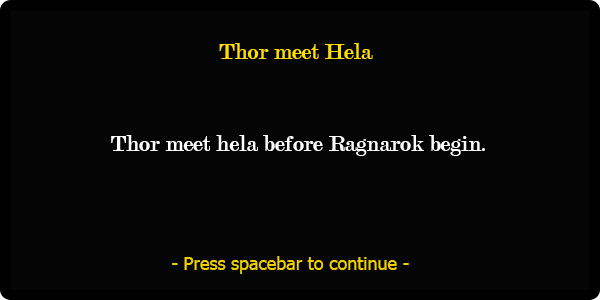 Thor meet Hela
Thor meet hela before Ragnarok begin.
- Press spacebar to continue -